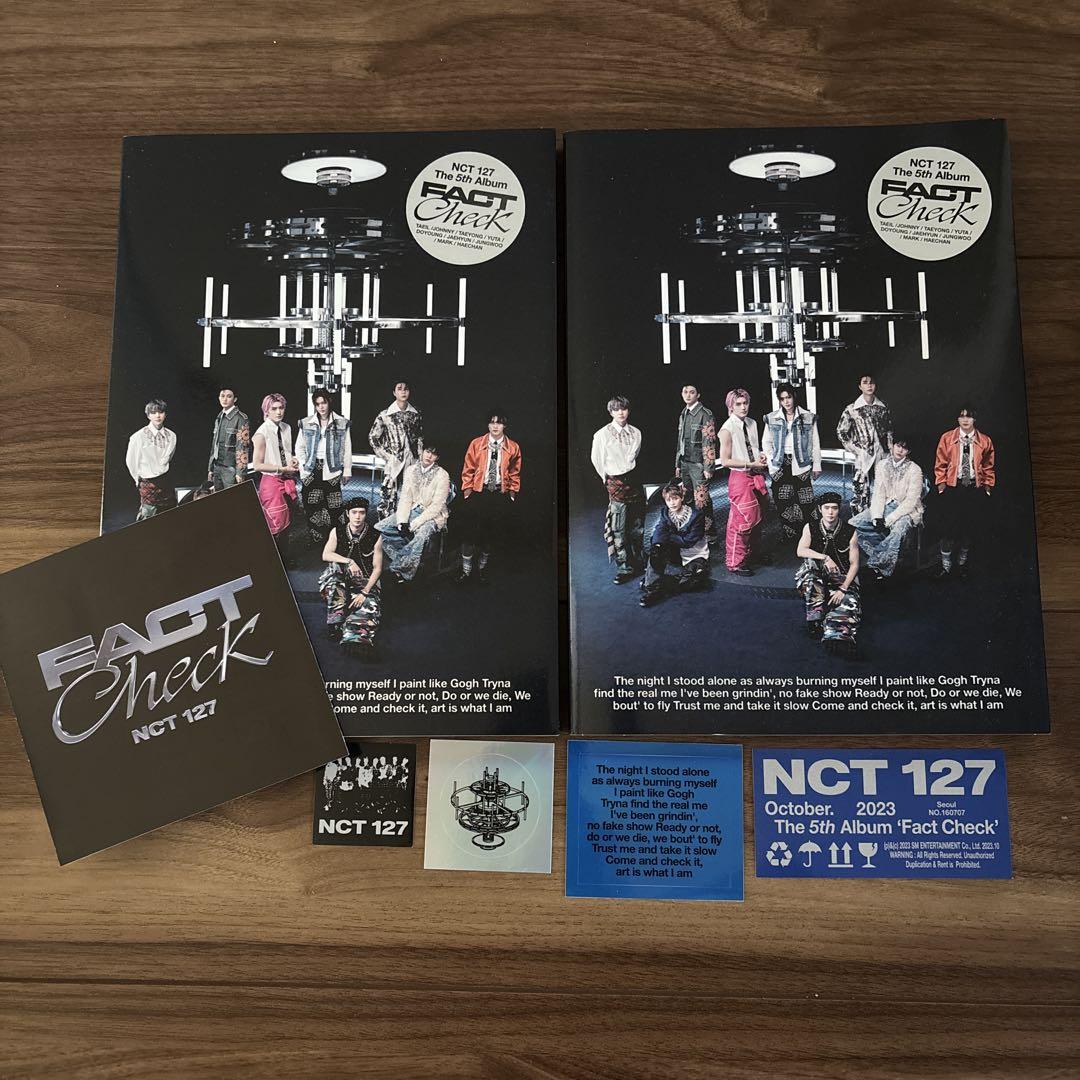 NCT 127
The 5th Album
FACT
Check
TAEIL / JOHNNY / TAEYONG / YUTA /
DOYOUNG / JAEHYUN / JUNGWOO
/ MARK / HAECHAN
NCT 127
The 5th Album
FACT
Check
TAEIL / JOHNNY / TAEYONG / YUTA /
DOYOUNG / JAEHYUN / JUNGWOO
/ MARK / HAECHAN
FACT
Check
NCT 127
rning myself I paint like Gogh Tryna
e show Ready or not, Do or we die, We
Come and check it, art is what I am
The night I stood alone as always burning myself I paint like Gogh Tryna
find the real me I've been grindin', no fake show Ready or not, Do or we die, We
bout' to fly Trust me and take it slow Come and check it, art is what I am
NCT 127
The night I stood alone
as always burning myself
I paint like Gogh
Tryna find the real me
I've been grindin',
no fake show Ready or not,
do or we die, we bout' to fly
Trust me and take it slow
Come and check it,
art is what I am
NCT 127
October. 2023 Seoul
NO.160707
The 5th Album 'Fact Check'
(p)&(c) 2023 SM ENTERTAINMENT Co., Ltd. 2023.10
WARNING : All Rights Reserved, Unauthorized
Duplication & Rent is Prohibited.